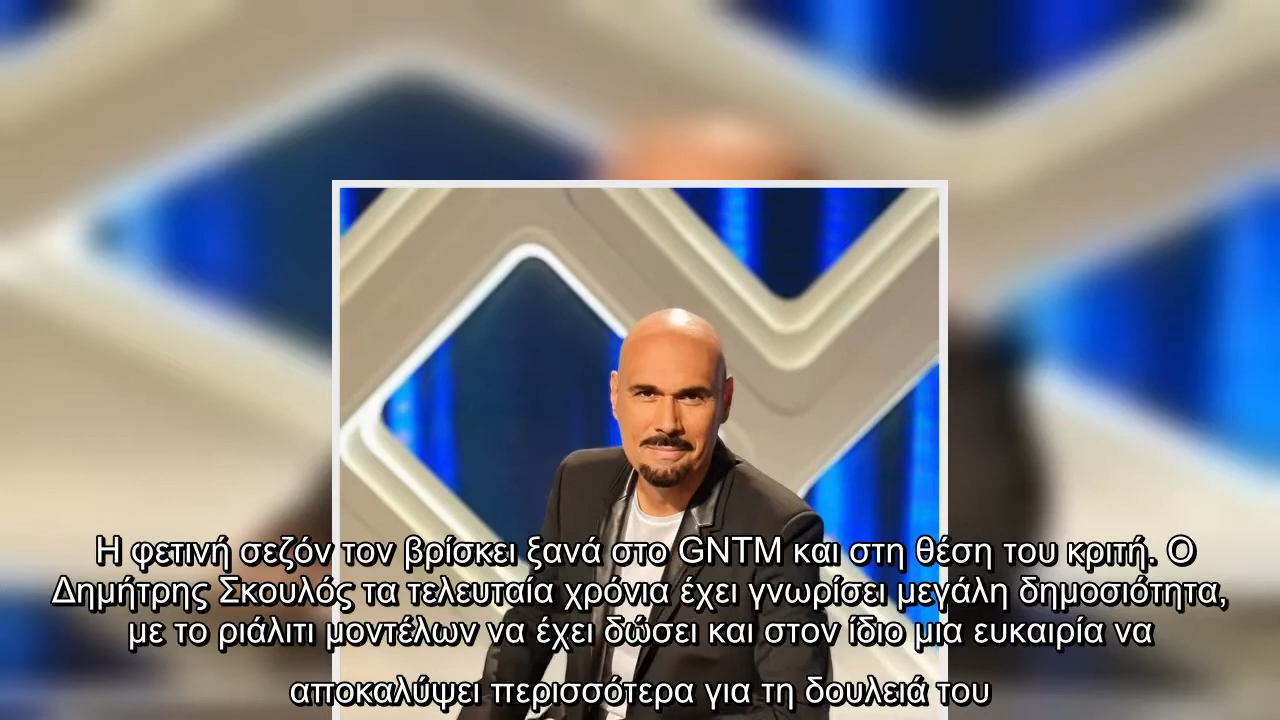 Η φετινή σεζόν τον βρίσκει ξανά στο GNTM και στη θέση του κριτή. Ο
Δημήτρης Σκουλός τα τελευταία χρόνια έχει γνωρίσει μεγάλη δημοσιότητα,
με το ριάλιτι μοντέλων να έχει δώσει και στον ίδιο μια ευκαιρία να
αποκαλύψει περισσότερα για τη δουλειά του